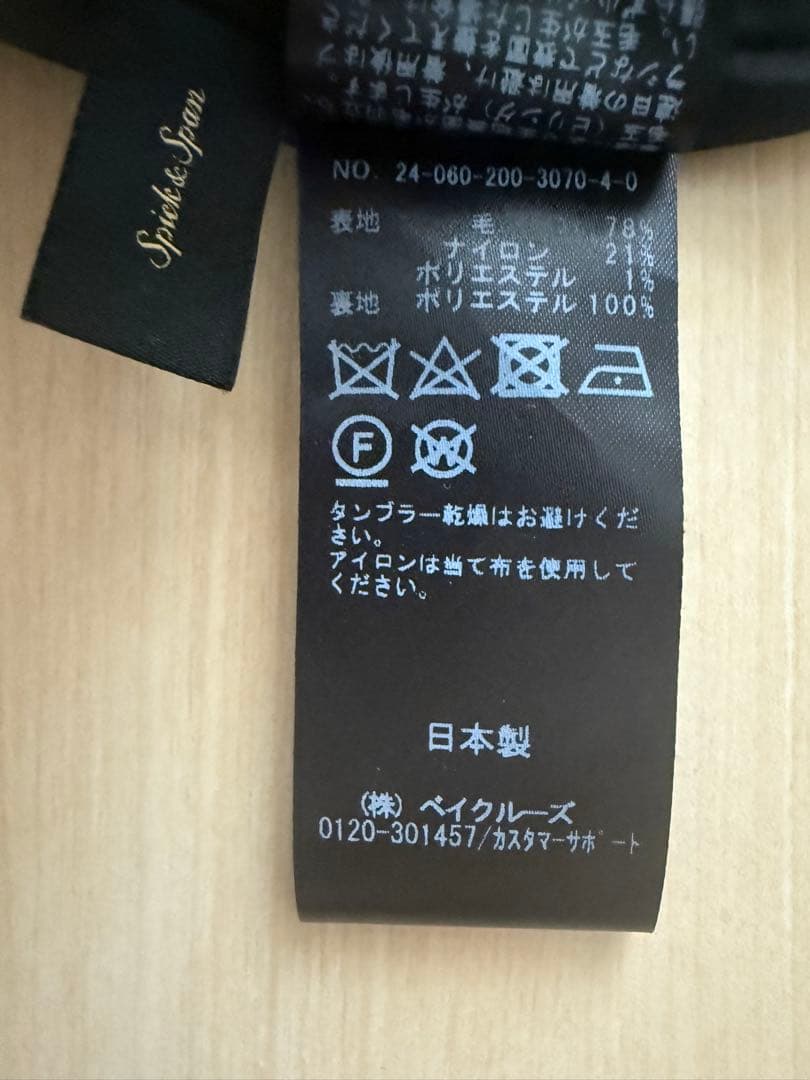 Spick & Span
NO. 24-060-200-3070-4-0
表地 毛 78%
ナイロン 21%
ポリエステル 1%
裏地 ポリエステル 100%
F
W
タンブラー乾燥はお避けくだ
さい。
アイロンは当て布を使用して
ください。
日本製
(株) ベイクルーズ
0120-301457/カスタマーサポート